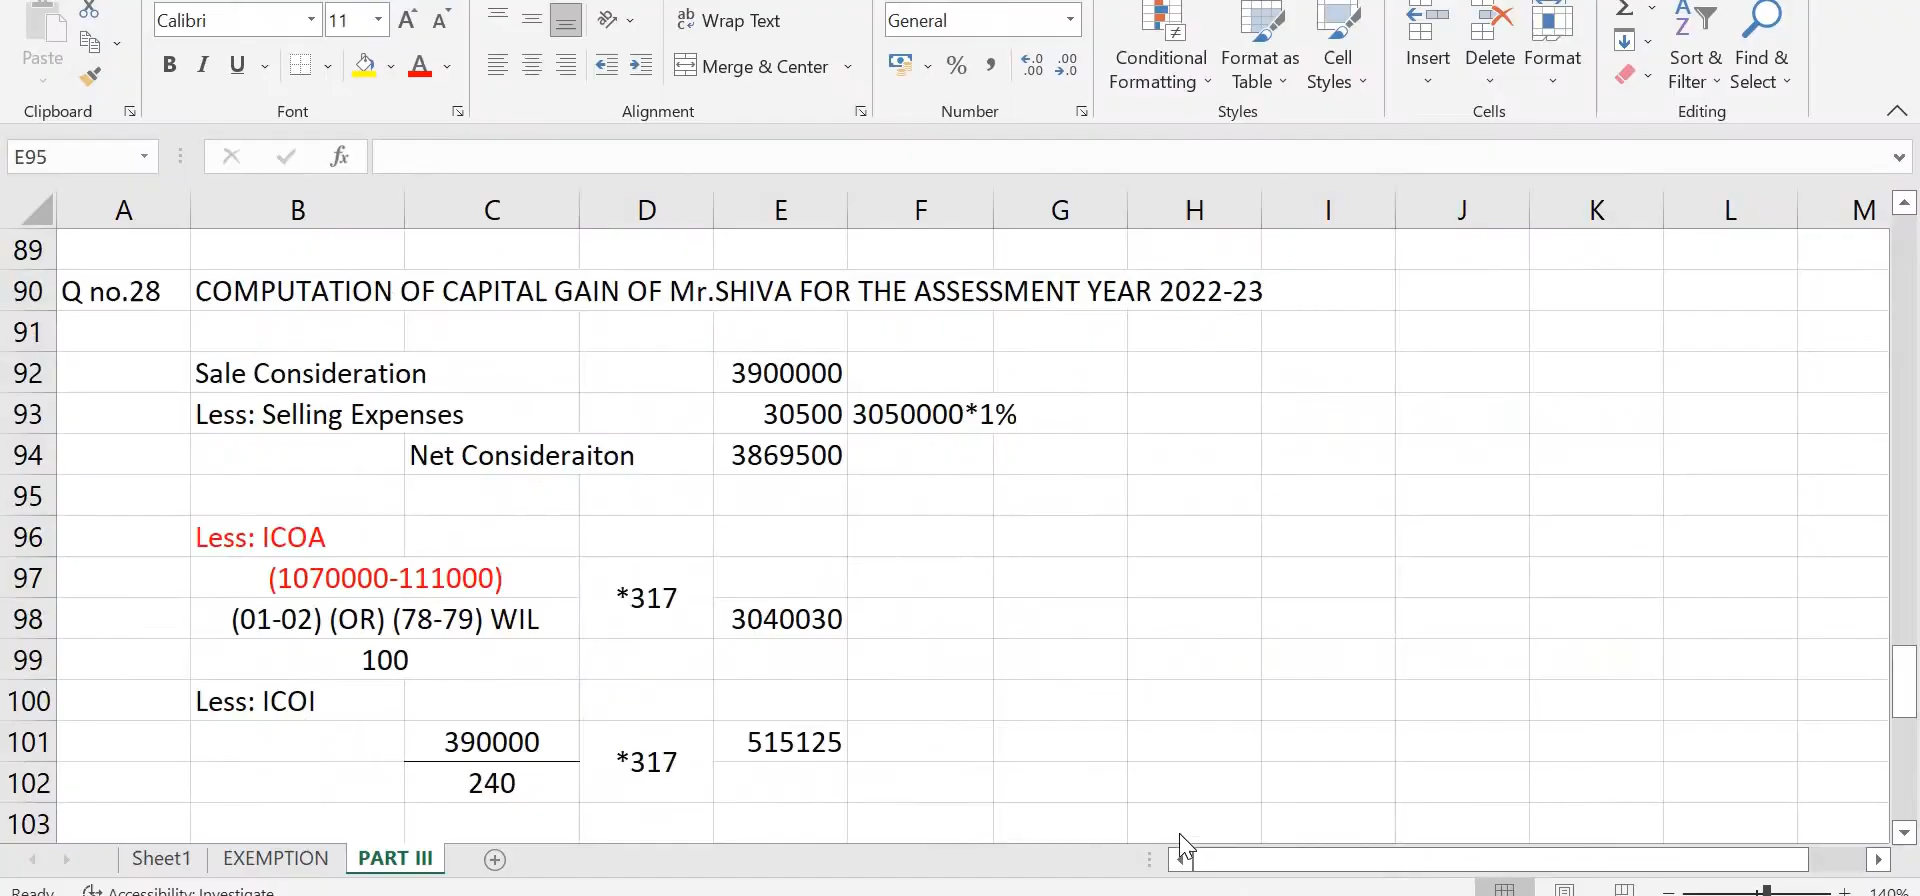 Calibri 11 Wrap Text General
Paste B I U Merge & Center % Conditional Formatting Format as Table Cell Styles Insert Delete Format Sort & Filter Find & Select
Clipboard Font Alignment Number Styles Cells Editing
E95 fx
A B C D E F G H I J K L M
89
90 Q no.28 COMPUTATION OF CAPITAL GAIN OF Mr.SHIVA FOR THE ASSESSMENT YEAR 2022-23
91
92 Sale Consideration 3900000
93 Less: Selling Expenses 30500 3050000*1%
94 Net Consideraiton 3869500
95
96 Less: ICOA
97 (1070000-111000)
*317
98 (01-02) (OR) (78-79) WIL 3040030
99 100
100 Less: ICOI
101 390000 515125
*317
102 240
103
Sheet1 EXEMPTION PART III
Ready Accessibility: Investigate 140%